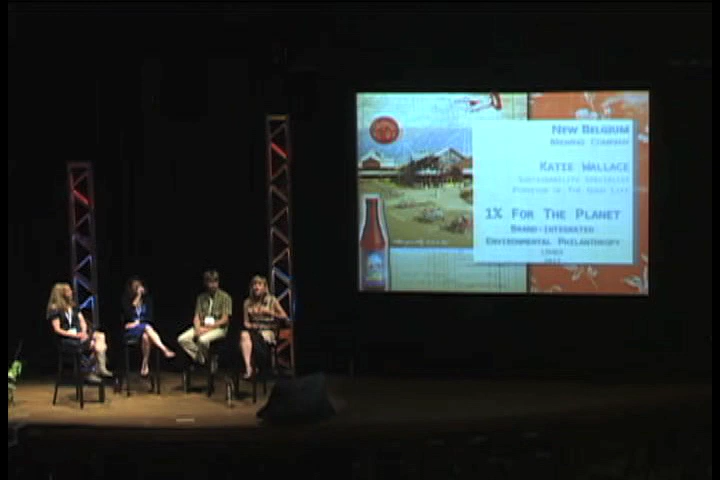 New Belgium
Brewing Company
Katie Wallace
Sustainability Specialist
1% For The Planet
Brand-Integrated
Environmental Philanthropy